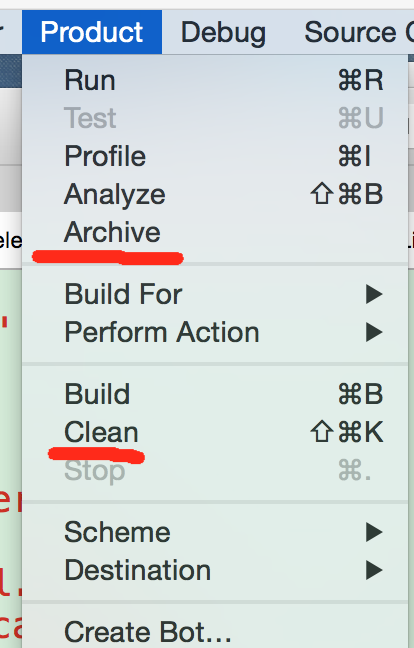 Product Debug Source
Run ⌘R
Test ⌘U
Profile ⌘I
Analyze ⇧⌘B
Archive
Build For ▶
Perform Action ▶
Build ⌘B
Clean ⇧⌘K
Stop ⌘.
Scheme ▶
Destination ▶
Create Bot...